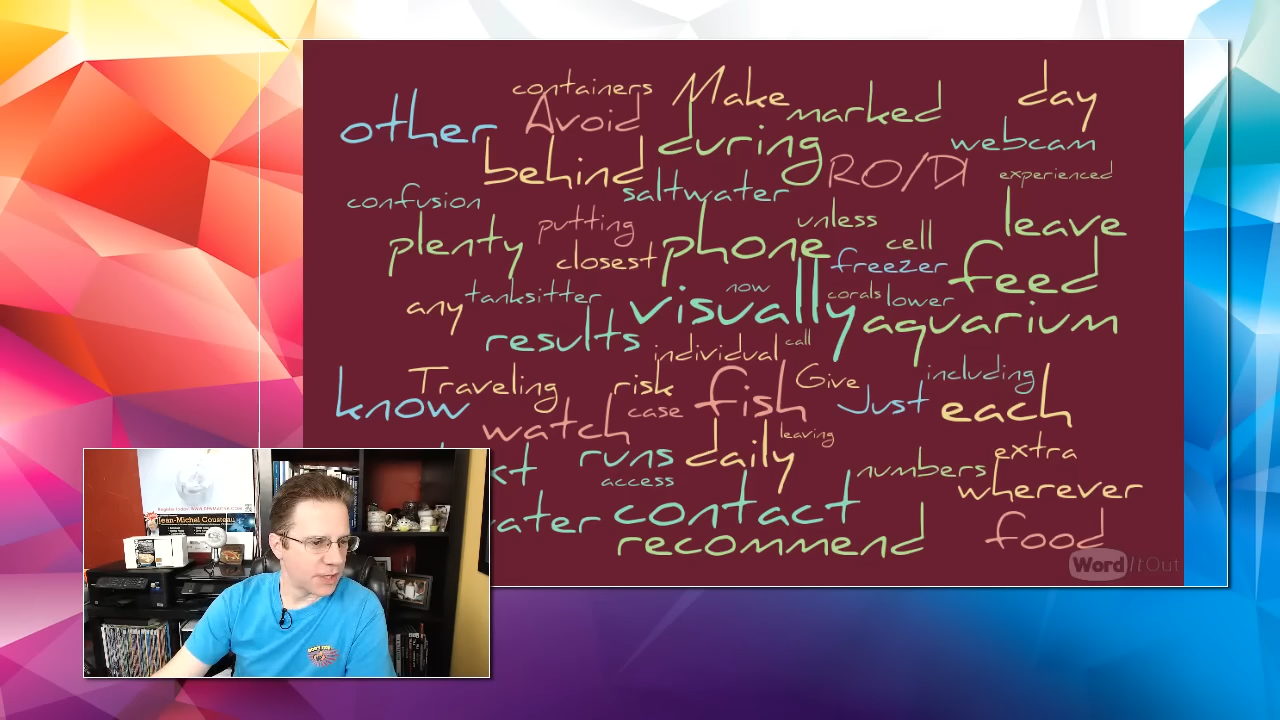 containers Make day
other Avoid marked
during webcam
behind RO/DI experienced
confusion saltwater
putting unless leave
plenty closest phone cell
freezer feed
any tanksitter visually now corals lower
results aquarium
individual call
Traveling risk fish Give including
know case Just each
watch leaving
runs daily extra
access numbers
wherever
contact
recommend food
WordItOut
Jean-Michel Cousteau